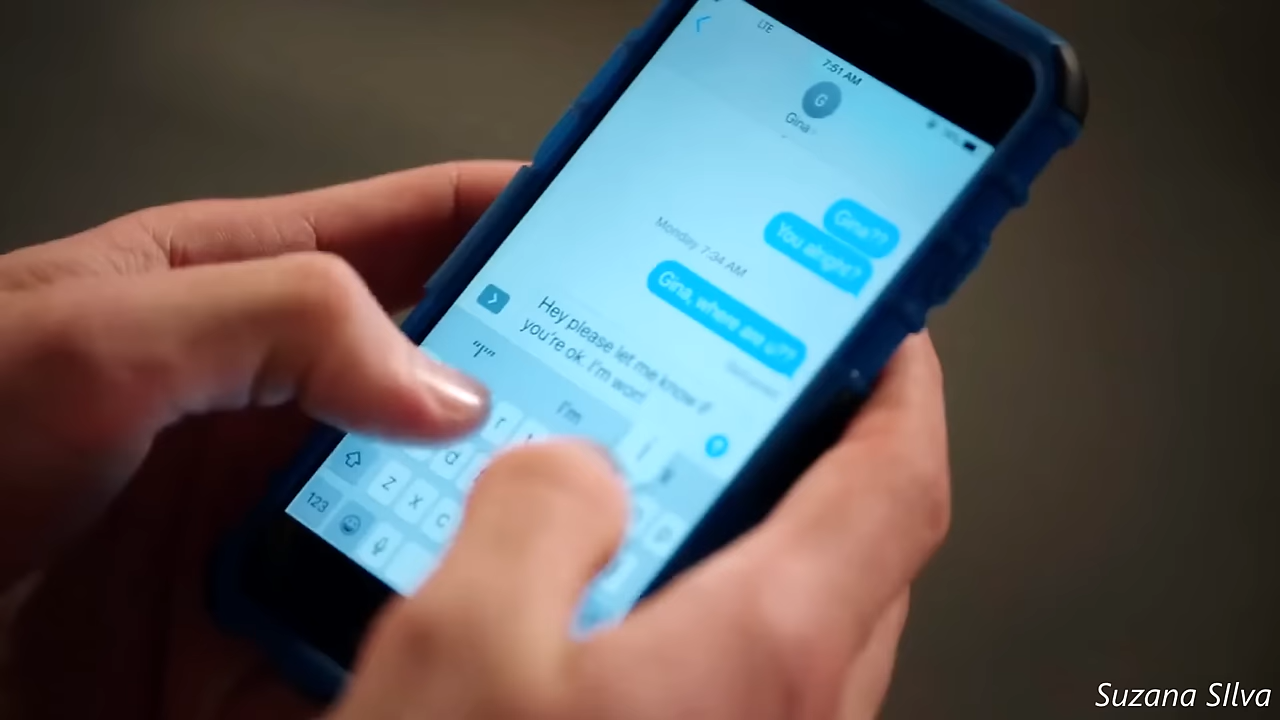 LTE
7:51 AM
G
Gina
Gina??
You alright?
Monday 7:34 AM
Gina, where are u??
Hey please let me know if
you're ok. I'm wor
"I'" I'm
r
d
z x c
123
Suzana SIlva